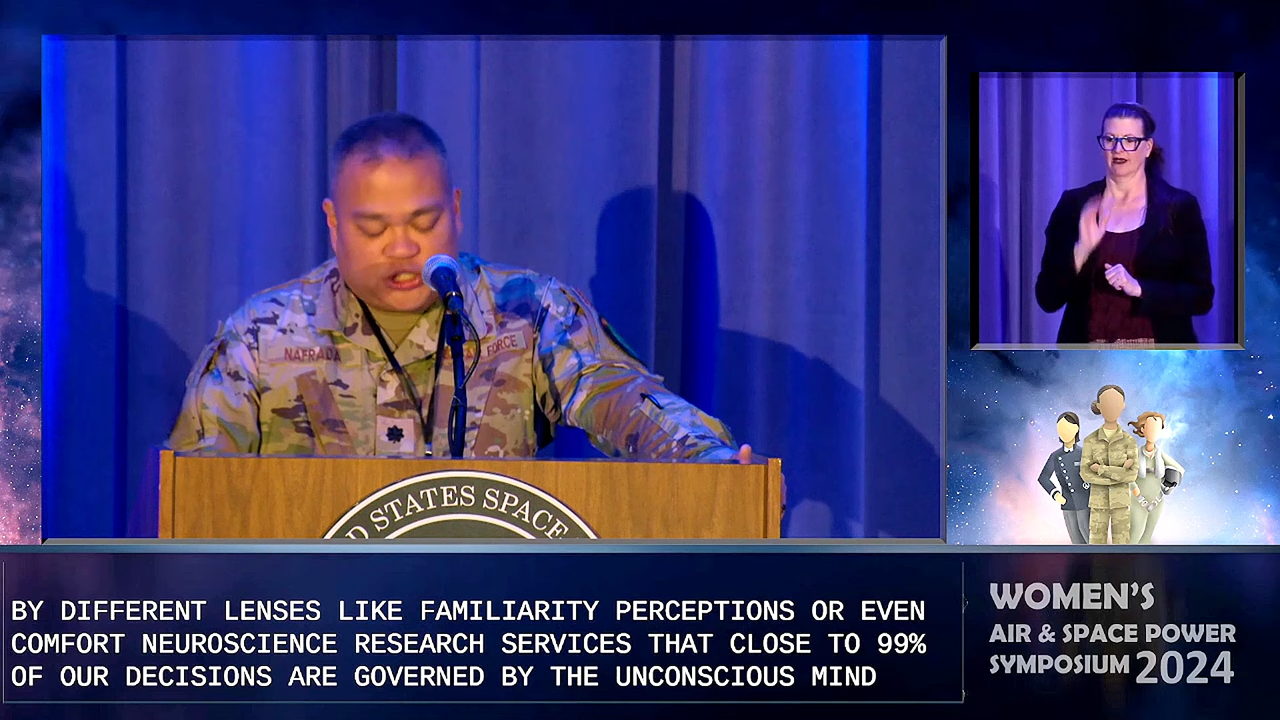 NAFRADA
FORCE
D STATES SPACE
BY DIFFERENT LENSES LIKE FAMILIARITY PERCEPTIONS OR EVEN
COMFORT NEUROSCIENCE RESEARCH SERVICES THAT CLOSE TO 99%
OF OUR DECISIONS ARE GOVERNED BY THE UNCONSCIOUS MIND
WOMEN'S
AIR & SPACE POWER
SYMPOSIUM 2024